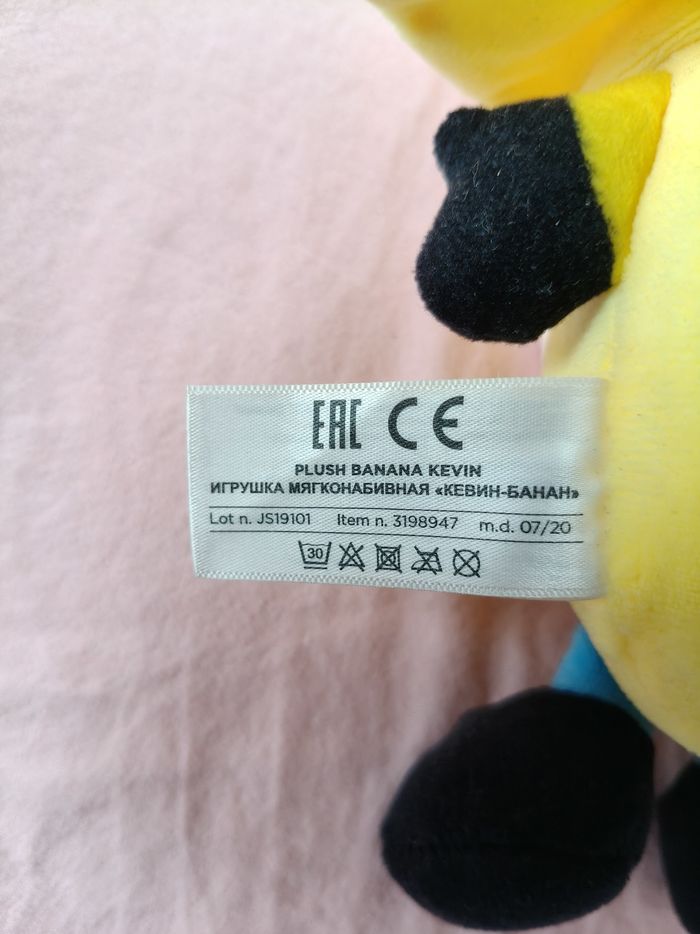 EAC CE
PLUSH BANANA KEVIN
ИГРУШКА МЯГКОНАБИВНАЯ «КЕВИН-БАНАН»
Lot n. JS19101 Item n. 3198947 m.d. 07/20
30